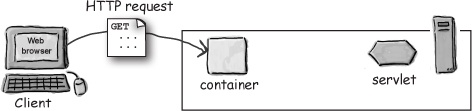 HTTP request
GET
...
...
Web
browser
Client
container
servlet